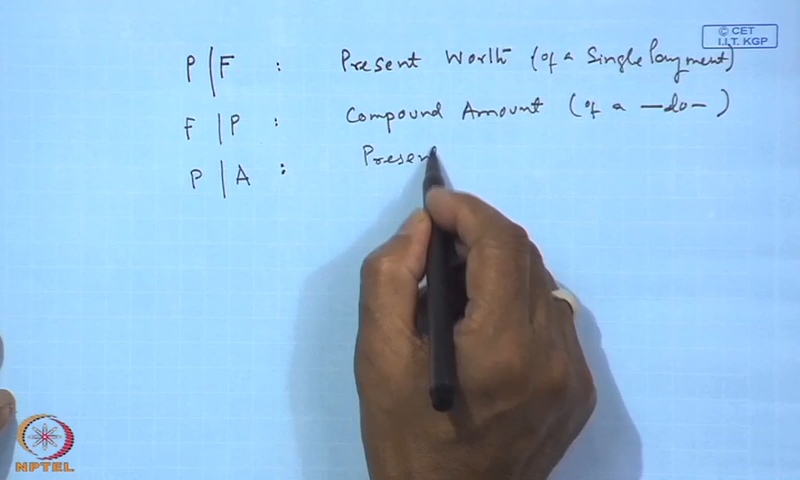 © CET
I.I.T. KGP
P|F : Present Worth (of a Single Payment)
F|P : Compound Amount (of a —do—)
P|A : Presen
NPTEL